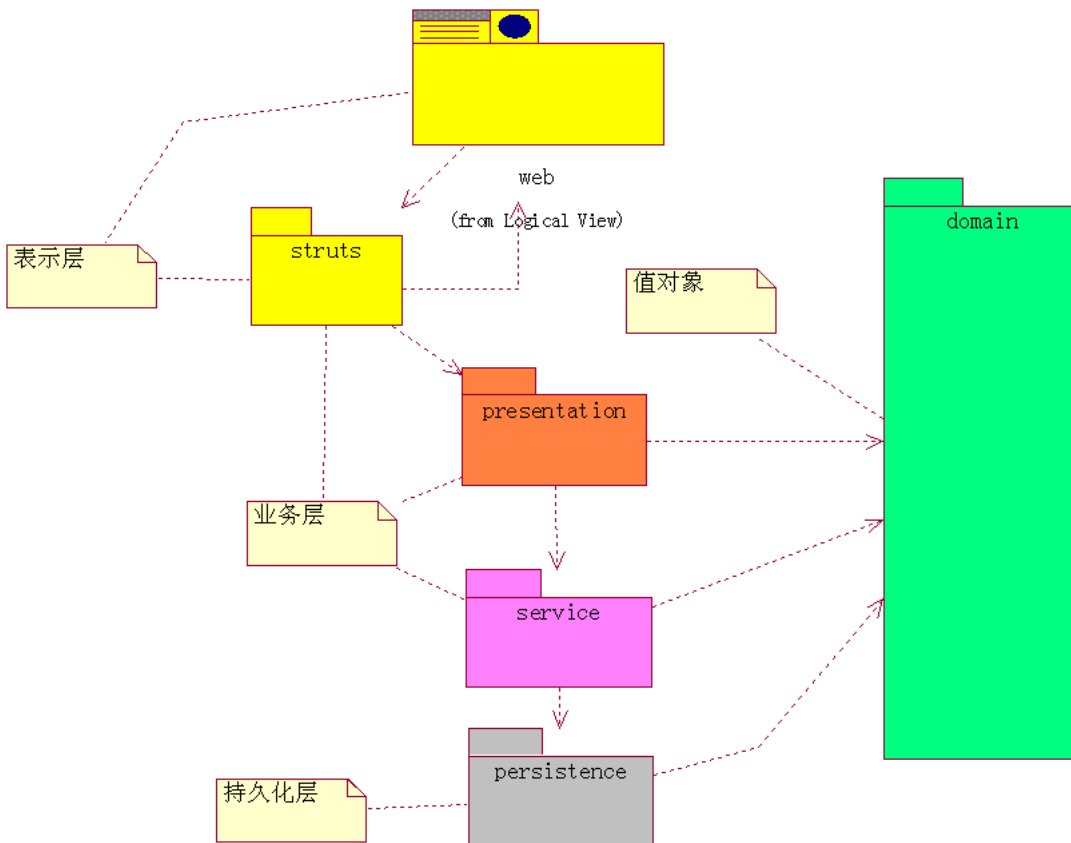 web
(from Logical View)
domain
struts
表示层
值对象
presentation
业务层
service
persistence
持久化层